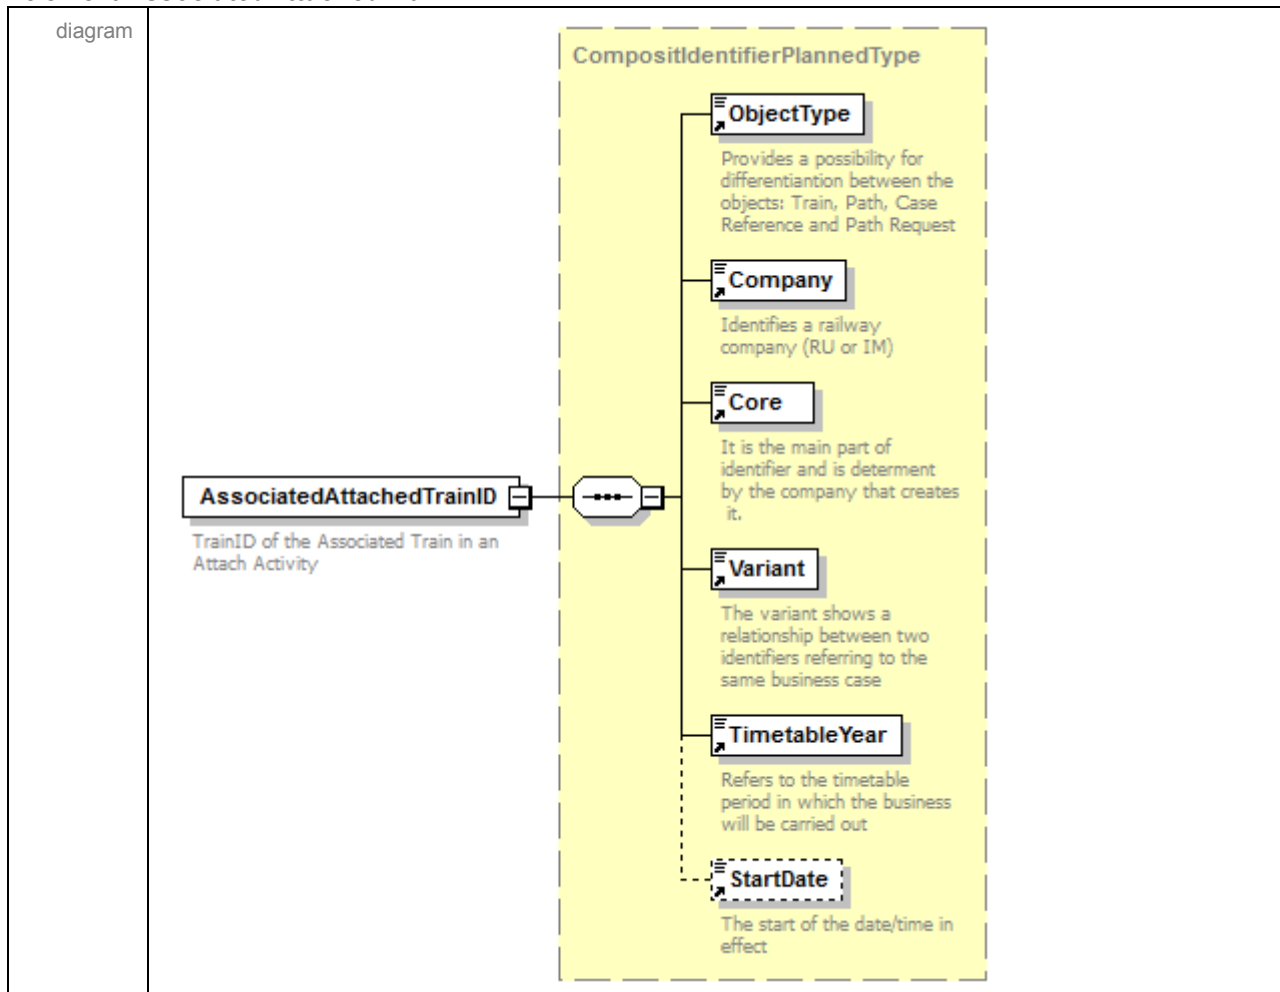 diagram
CompositIdentifierPlannedType
ObjectType
Provides a possibility for
differentiantion between the
objects: Train, Path, Case
Reference and Path Request
Company
Identifies a railway
company (RU or IM)
Core
It is the main part of
identifier and is determent
by the company that creates
it.
AssociatedAttachedTrainID
TrainID of the Associated Train in an
Attach Activity
Variant
The variant shows a
relationship between two
identifiers referring to the
same business case
TimetableYear
Refers to the timetable
period in which the business
will be carried out
StartDate
The start of the date/time in
effect